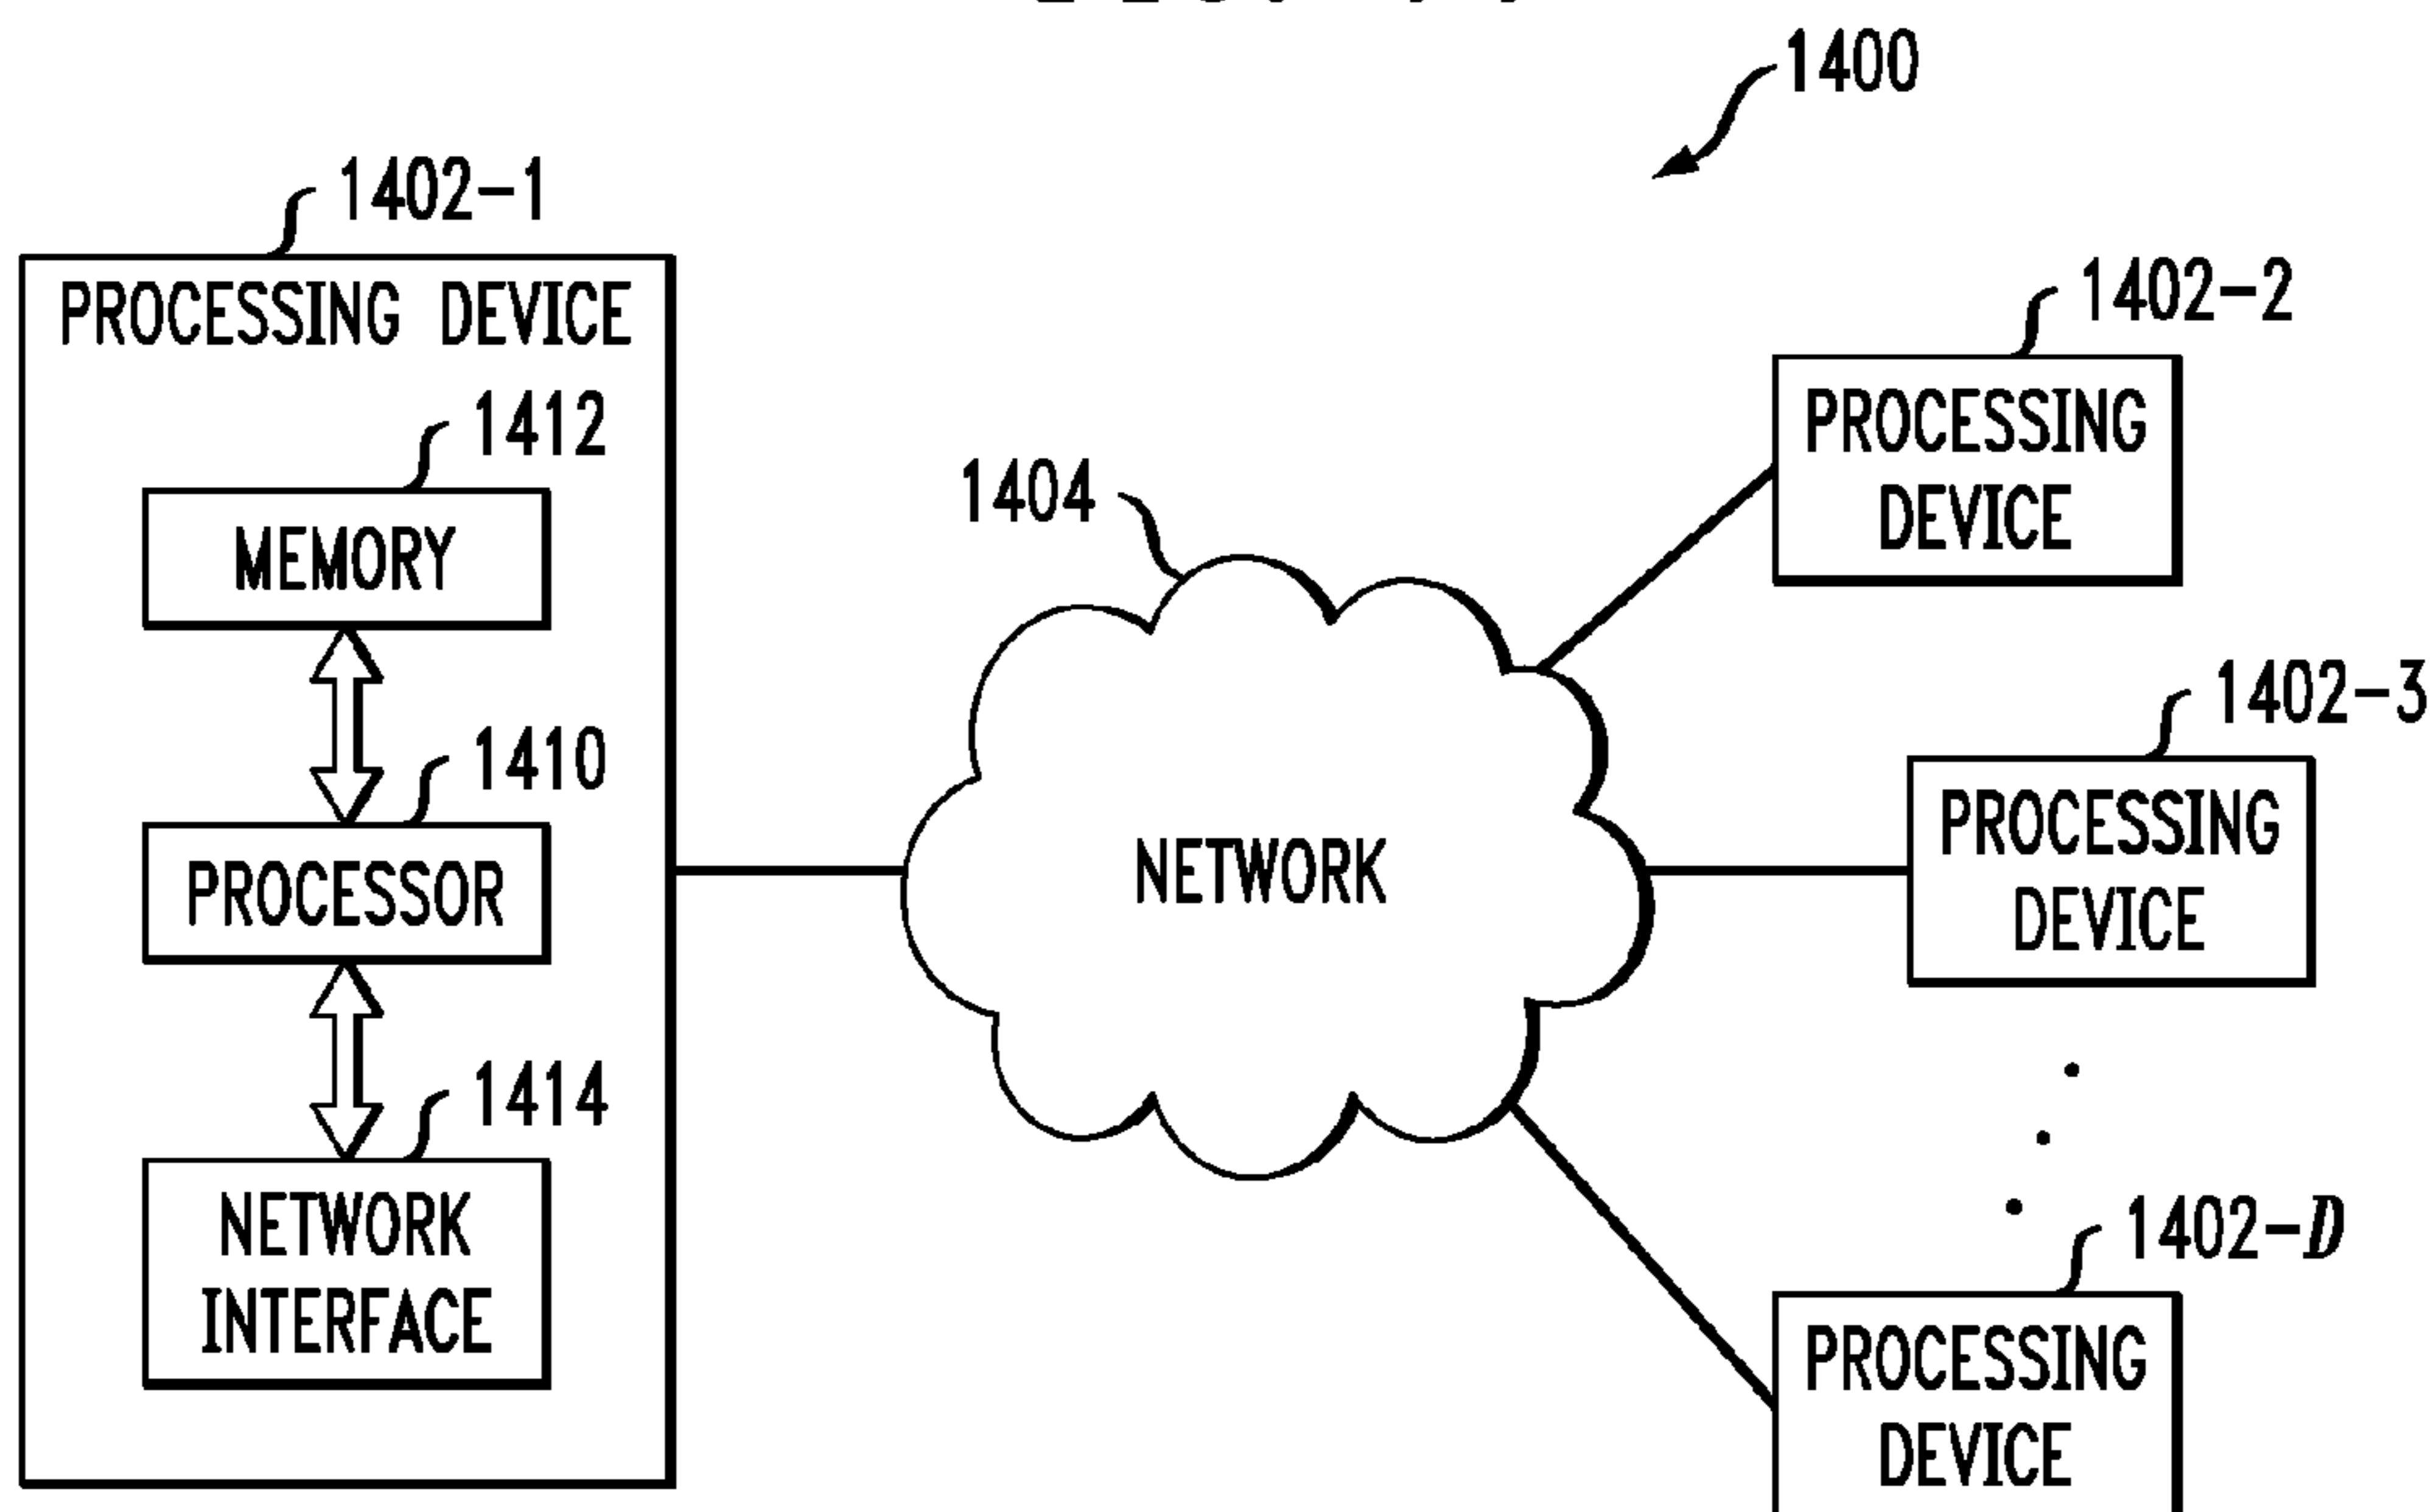 1400
1402-1
PROCESSING DEVICE
1412
MEMORY
1410
PROCESSOR
1414
NETWORK
INTERFACE
1404
NETWORK
1402-2
PROCESSING
DEVICE
1402-3
PROCESSING
DEVICE
1402-D
PROCESSING
DEVICE